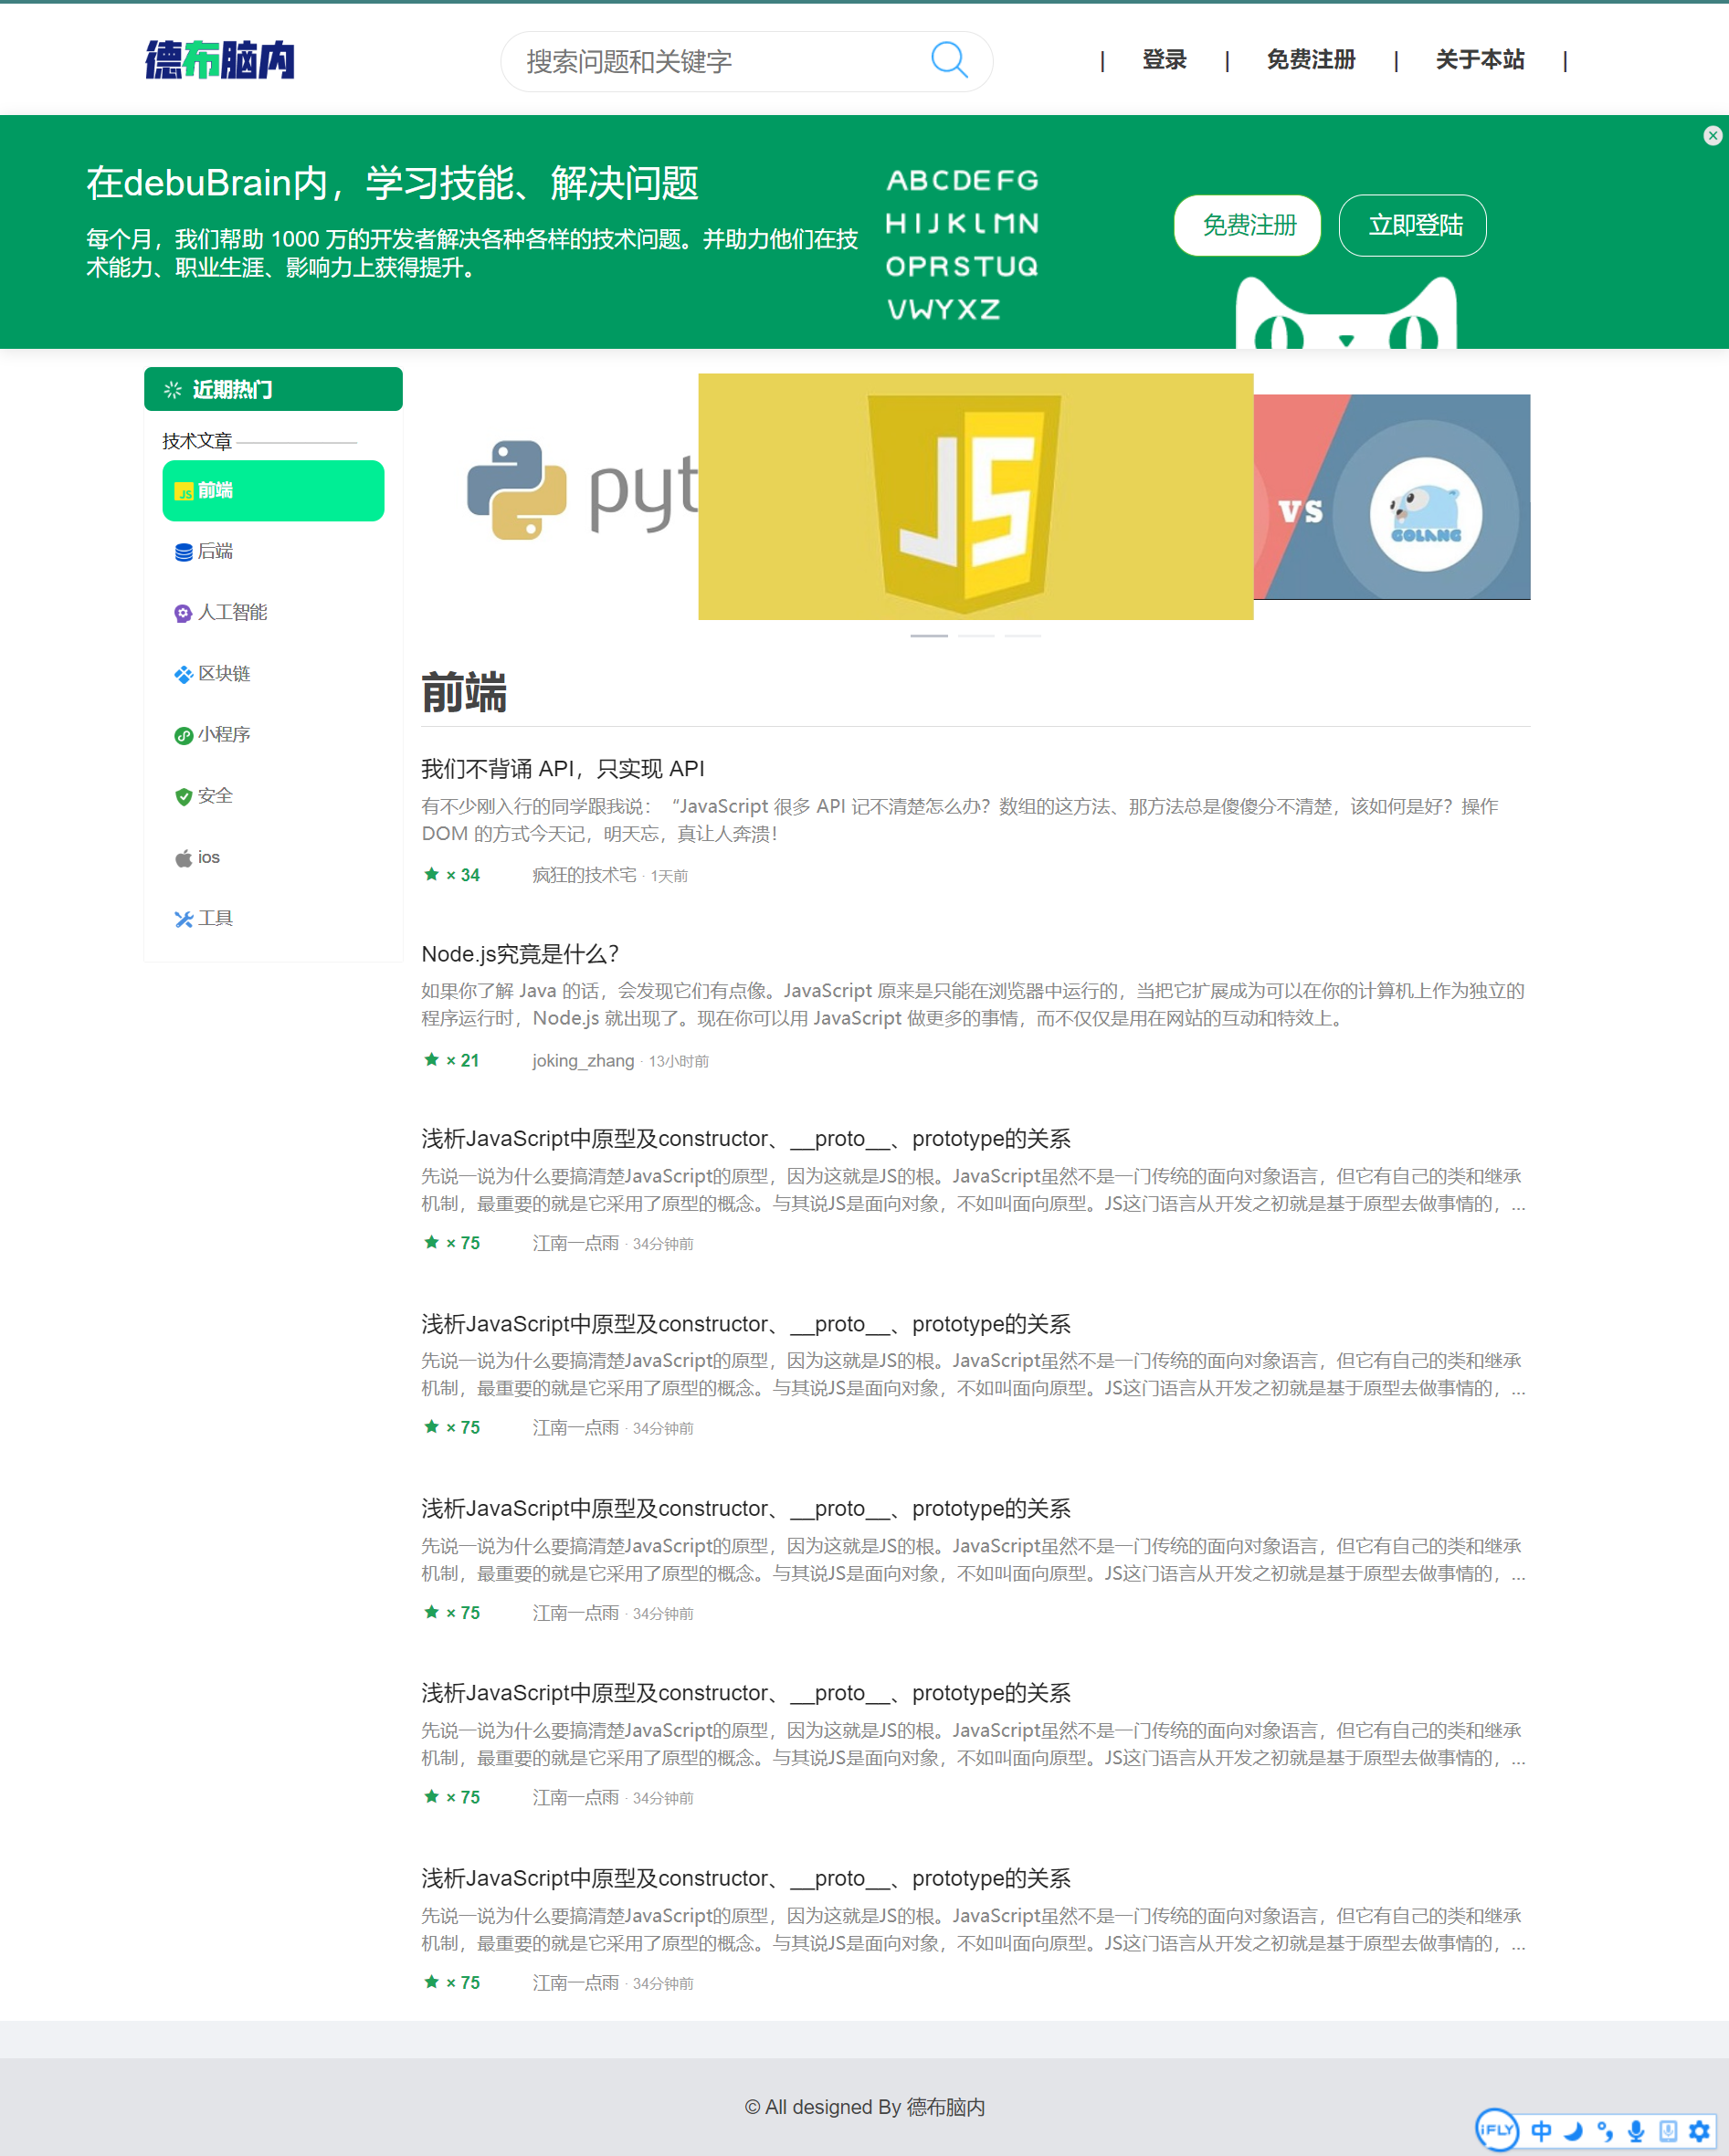 德布脑内
搜索问题和关键字
| 登录 | 免费注册 | 关于本站 |
在debuBrain内，学习技能、解决问题
每个月，我们帮助 1000 万的开发者解决各种各样的技术问题。并助力他们在技
术能力、职业生涯、影响力上获得提升。
ABCDEFG
HIJKLMN
OPRSTUQ
VWYXZ
免费注册
立即登陆
近期热门
技术文章
JS 前端
后端
人工智能
区块链
小程序
安全
ios
工具
pyt
JS
VS
GOLANG
前端
我们不背诵 API，只实现 API
有不少刚入行的同学跟我说：“JavaScript 很多 API 记不清楚怎么办？数组的这方法、那方法总是傻傻分不清楚，该如何是好？操作
DOM 的方式今天记，明天忘，真让人奔溃！
× 34 疯狂的技术宅 · 1天前
Node.js究竟是什么？
如果你了解 Java 的话，会发现它们有点像。JavaScript 原来是只能在浏览器中运行的，当把它扩展成为可以在你的计算机上作为独立的
程序运行时，Node.js 就出现了。现在你可以用 JavaScript 做更多的事情，而不仅仅是用在网站的互动和特效上。
× 21 joking_zhang · 13小时前
浅析JavaScript中原型及constructor、__proto__、prototype的关系
先说一说为什么要搞清楚JavaScript的原型，因为这就是JS的根。JavaScript虽然不是一门传统的面向对象语言，但它有自己的类和继承
机制，最重要的就是它采用了原型的概念。与其说JS是面向对象，不如叫面向原型。JS这门语言从开发之初就是基于原型去做事情的，...
× 75 江南一点雨 · 34分钟前
浅析JavaScript中原型及constructor、__proto__、prototype的关系
先说一说为什么要搞清楚JavaScript的原型，因为这就是JS的根。JavaScript虽然不是一门传统的面向对象语言，但它有自己的类和继承
机制，最重要的就是它采用了原型的概念。与其说JS是面向对象，不如叫面向原型。JS这门语言从开发之初就是基于原型去做事情的，...
× 75 江南一点雨 · 34分钟前
浅析JavaScript中原型及constructor、__proto__、prototype的关系
先说一说为什么要搞清楚JavaScript的原型，因为这就是JS的根。JavaScript虽然不是一门传统的面向对象语言，但它有自己的类和继承
机制，最重要的就是它采用了原型的概念。与其说JS是面向对象，不如叫面向原型。JS这门语言从开发之初就是基于原型去做事情的，...
× 75 江南一点雨 · 34分钟前
浅析JavaScript中原型及constructor、__proto__、prototype的关系
先说一说为什么要搞清楚JavaScript的原型，因为这就是JS的根。JavaScript虽然不是一门传统的面向对象语言，但它有自己的类和继承
机制，最重要的就是它采用了原型的概念。与其说JS是面向对象，不如叫面向原型。JS这门语言从开发之初就是基于原型去做事情的，...
× 75 江南一点雨 · 34分钟前
浅析JavaScript中原型及constructor、__proto__、prototype的关系
先说一说为什么要搞清楚JavaScript的原型，因为这就是JS的根。JavaScript虽然不是一门传统的面向对象语言，但它有自己的类和继承
机制，最重要的就是它采用了原型的概念。与其说JS是面向对象，不如叫面向原型。JS这门语言从开发之初就是基于原型去做事情的，...
× 75 江南一点雨 · 34分钟前
© All designed By 德布脑内
iFLY 中